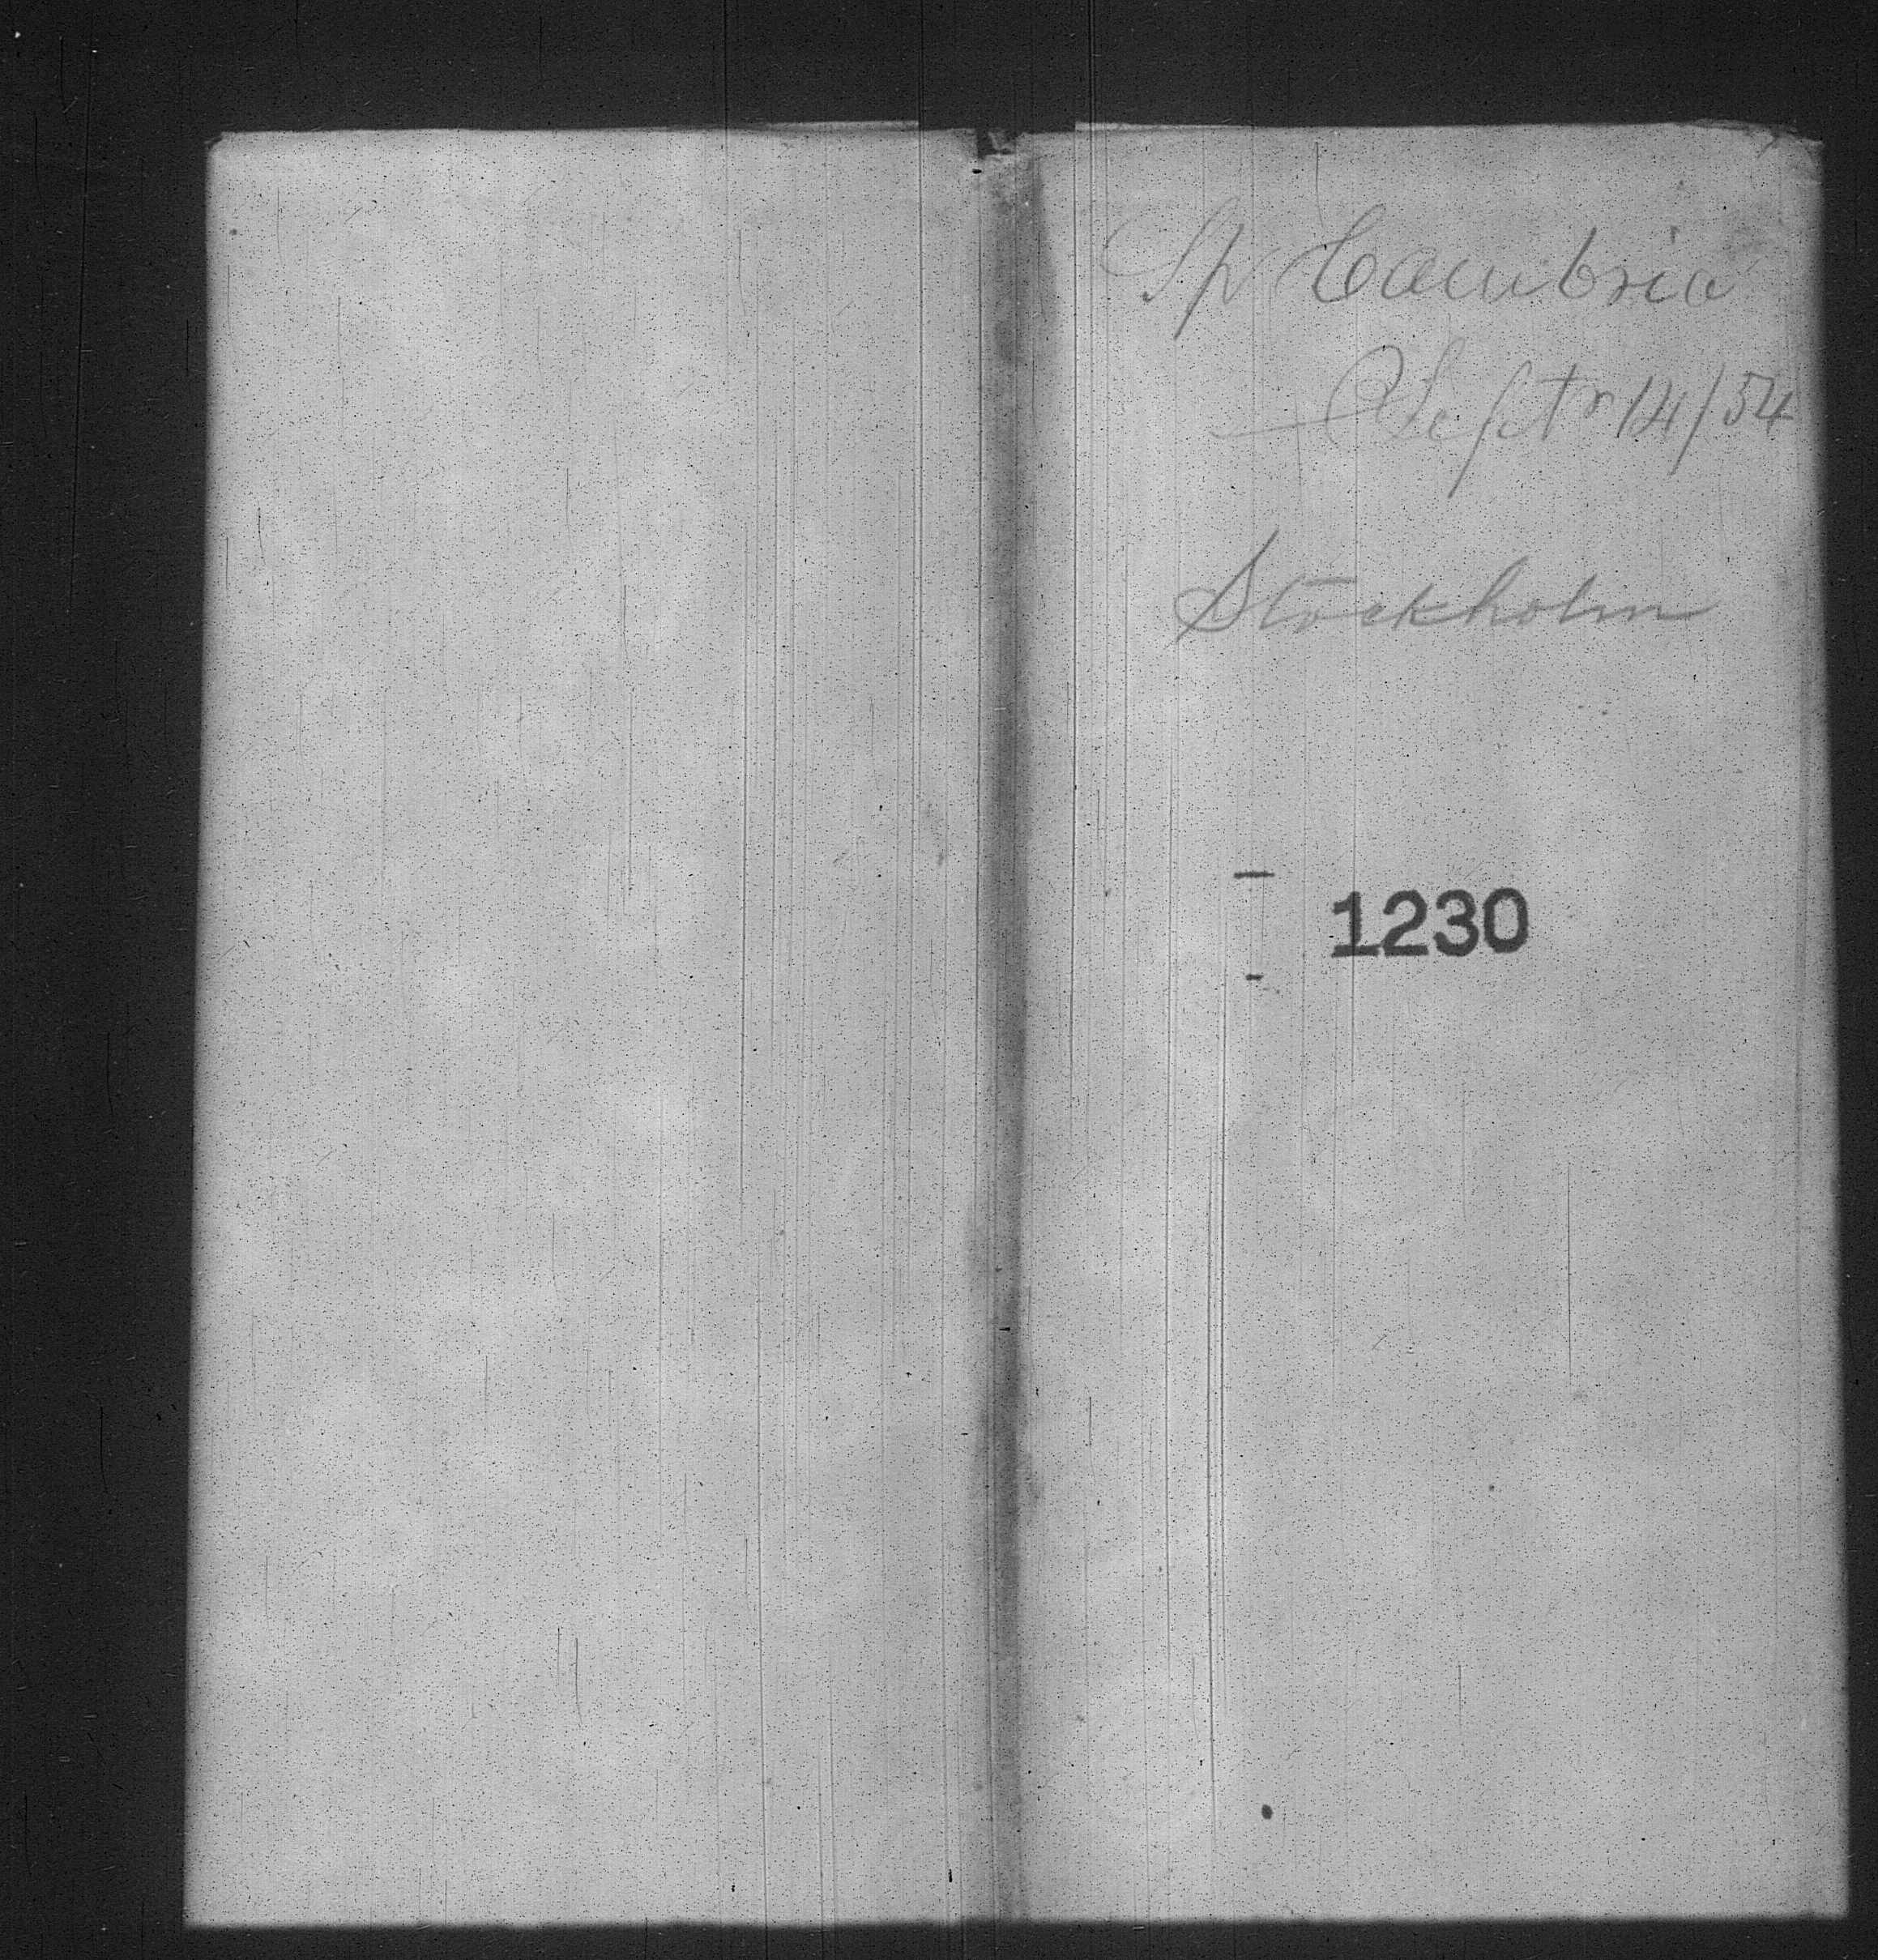 Sp Cambria
Septr 14/54
Stockholm
1230